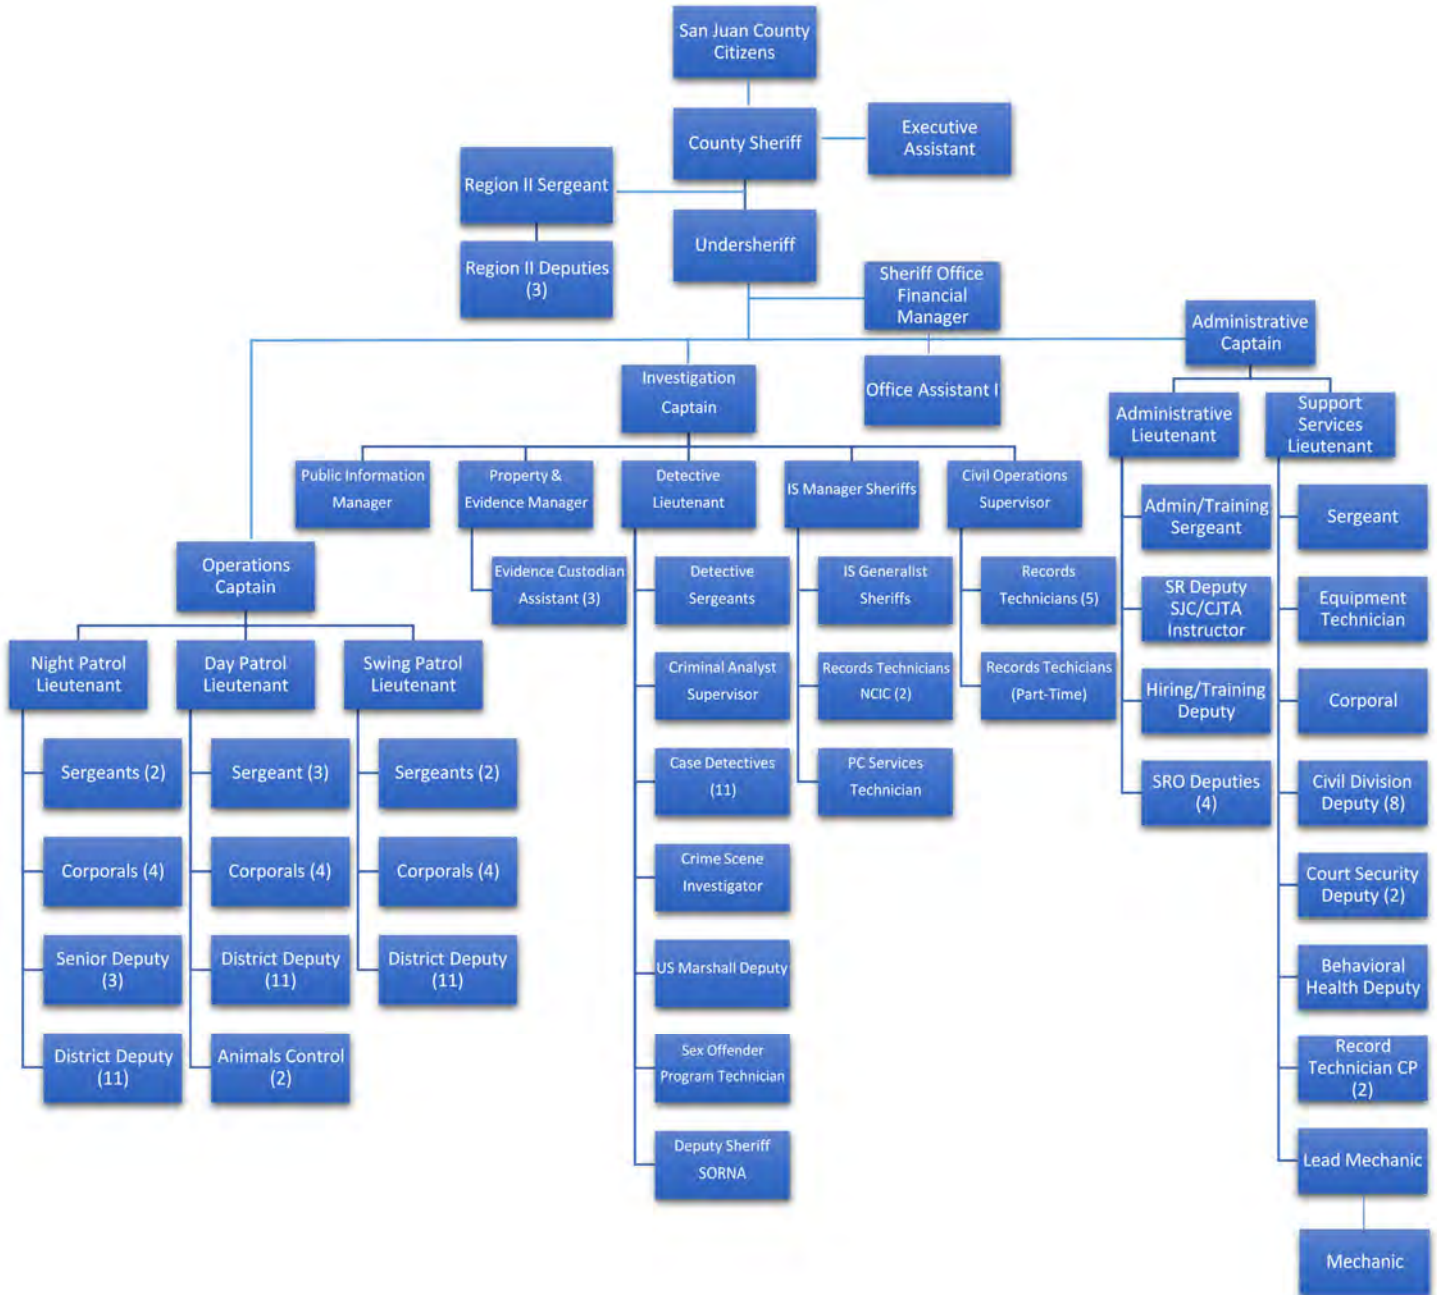 San Juan County
Citizens
County Sheriff
Executive
Assistant
Region II Sergeant
Region II Deputies
(3)
Undersheriff
Sheriff Office
Financial
Manager
Office Assistant I
Administrative
Captain
Investigation
Captain
Administrative
Lieutenant
Support
Services
Lieutenant
Public Information
Manager
Property &
Evidence Manager
Detective
Lieutenant
IS Manager Sheriffs
Civil Operations
Supervisor
Operations
Captain
Night Patrol
Lieutenant
Day Patrol
Lieutenant
Swing Patrol
Lieutenant
Sergeants (2)
Corporals (4)
Senior Deputy
(3)
District Deputy
(11)
Sergeant (3)
Corporals (4)
District Deputy
(11)
Animals Control
(2)
Sergeants (2)
Corporals (4)
District Deputy
(11)
Evidence Custodian
Assistant (3)
Detective
Sergeants
Criminal Analyst
Supervisor
Case Detectives
(11)
Crime Scene
Investigator
US Marshall Deputy
Sex Offender
Program Technician
Deputy Sheriff
SORNA
IS Generalist
Sheriffs
Records Technicians
NCIC (2)
PC Services
Technician
Records
Technicians (5)
Records Techicians
(Part-Time)
Admin/Training
Sergeant
SR Deputy
SJC/CJTA
Instructor
Hiring/Training
Deputy
SRO Deputies
(4)
Sergeant
Equipment
Technician
Corporal
Civil Division
Deputy (8)
Court Security
Deputy (2)
Behavioral
Health Deputy
Record
Technician CP
(2)
Lead Mechanic
Mechanic